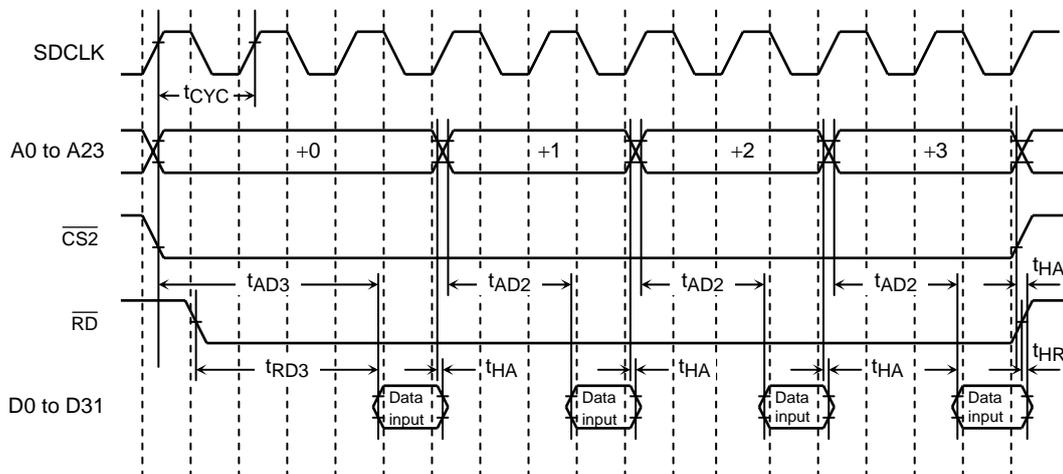 SDCLK
tCYC
A0 to A23
+0
+1
+2
+3
CS2
tAD3
tAD2
tAD2
tAD2
tHA
RD
tRD3
tHA
tHA
tHA
tHR
D0 to D31
Data
input
Data
input
Data
input
Data
input